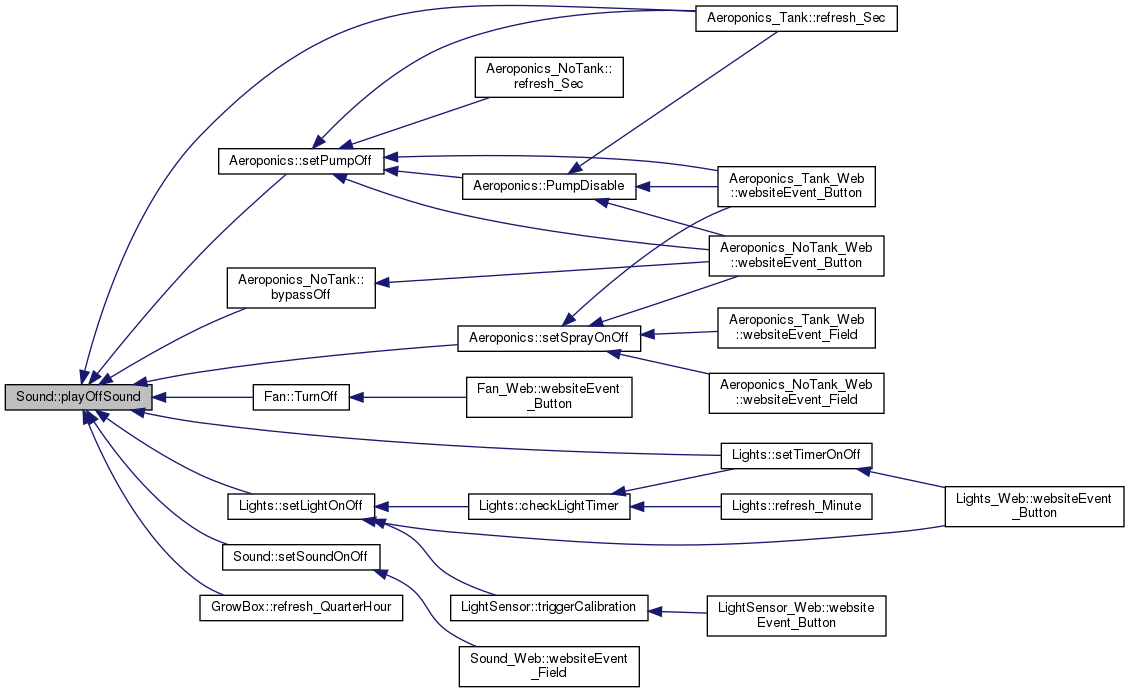 Aeroponics_Tank::refresh_Sec
Aeroponics_NoTank::
refresh_Sec
Aeroponics::setPumpOff
Aeroponics::PumpDisable
Aeroponics_Tank_Web
::websiteEvent_Button
Aeroponics_NoTank_Web
::websiteEvent_Button
Aeroponics_NoTank::
bypassOff
Aeroponics::setSprayOnOff
Aeroponics_Tank_Web
::websiteEvent_Field
Aeroponics_NoTank_Web
::websiteEvent_Field
Sound::playOffSound
Fan::TurnOff
Fan_Web::websiteEvent
_Button
Lights::setTimerOnOff
Lights::setLightOnOff
Lights::checkLightTimer
Lights::refresh_Minute
Lights_Web::websiteEvent
_Button
Sound::setSoundOnOff
GrowBox::refresh_QuarterHour
LightSensor::triggerCalibration
LightSensor_Web::website
Event_Button
Sound_Web::websiteEvent
_Field